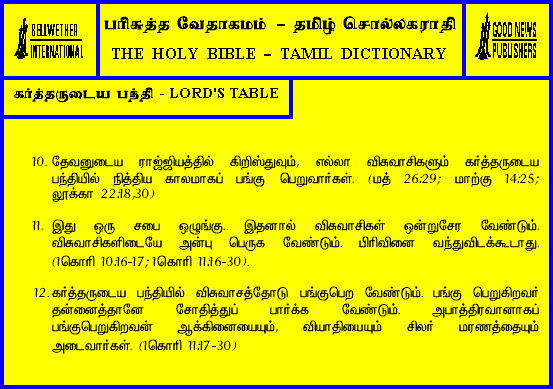 BELLWETHER
INTERNATIONAL
பரிசுத்த வேதாகமம் – தமிழ் சொல்லகராதி
THE HOLY BIBLE – TAMIL DICTIONARY
GOOD NEWS
PUBLISHERS
கர்த்தருடைய பந்தி - LORD'S TABLE
10. தேவனுடைய ராஜ்ஜியத்தில் கிறிஸ்துவும், எல்லா விசுவாசிகளும் கர்த்தருடைய
பந்தியில் நித்திய காலமாகப் பங்கு பெறுவார்கள். (மத் 26:29; மாற்கு 14:25;
லூக்கா 22:18,30)
11. இது ஒரு சபை ஒழுங்கு. இதனால் விசுவாசிகள் ஒன்றுசேர வேண்டும்.
விசுவாசிகளிடையே அன்பு பெருக வேண்டும். பிரிவினை வந்துவிடக்கூடாது.
(1கொரி 10:16-17; 1கொரி 11:16-30).
12. கர்த்தருடைய பந்தியில் விசுவாசத்தோடு பங்குபெற வேண்டும். பங்கு பெறுகிறவர்
தன்னைத்தானே சோதித்துப் பார்க்க வேண்டும். அபாத்திரவானாகப்
பங்குபெறுகிறவன் ஆக்கினையையும், வியாதியையும் சிலர் மரணத்தையும்
அடைவார்கள். (1கொரி 11:17-30)